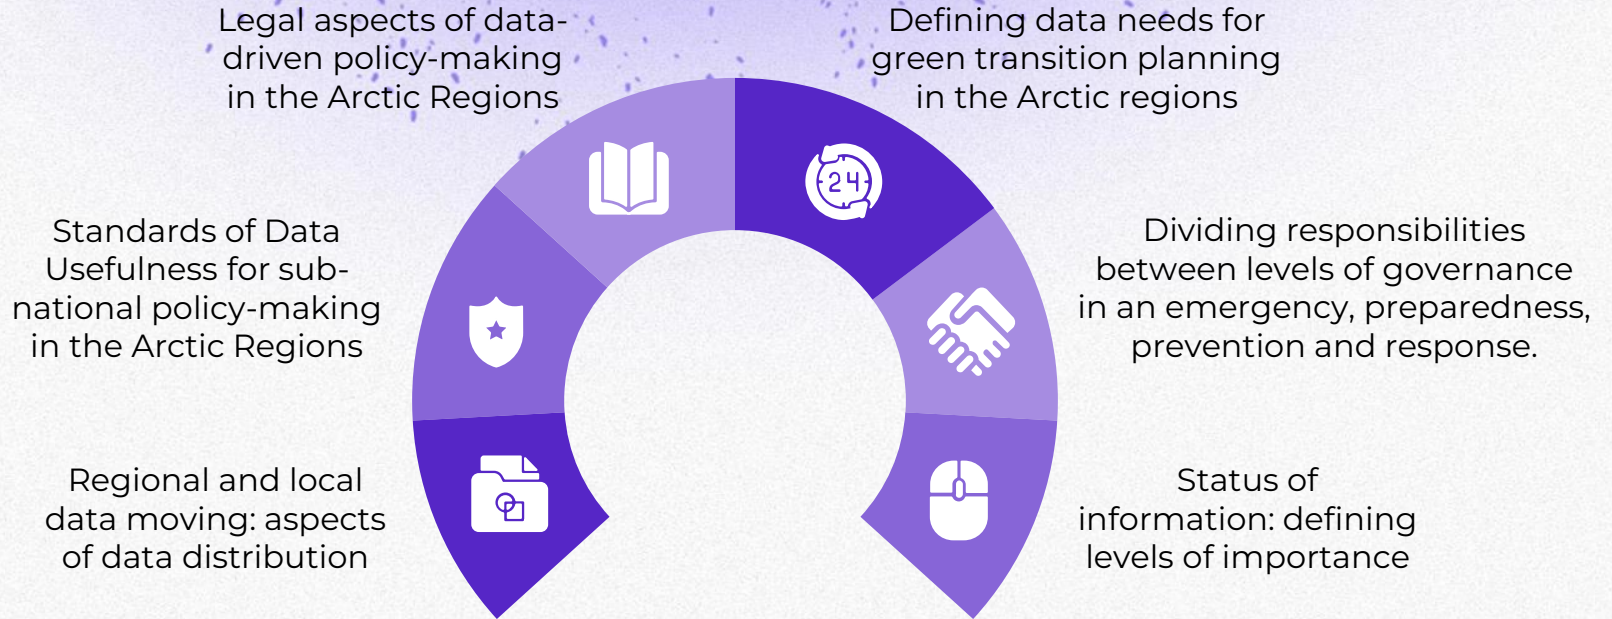 Legal aspects of data-
driven policy-making
in the Arctic Regions
Defining data needs for
green transition planning
in the Arctic regions
24
Standards of Data
Usefulness for sub-
national policy-making
in the Arctic Regions
Dividing responsibilities
between levels of governance
in an emergency, preparedness,
prevention and response.
Regional and local
data moving: aspects
of data distribution
Status of
information: defining
levels of importance